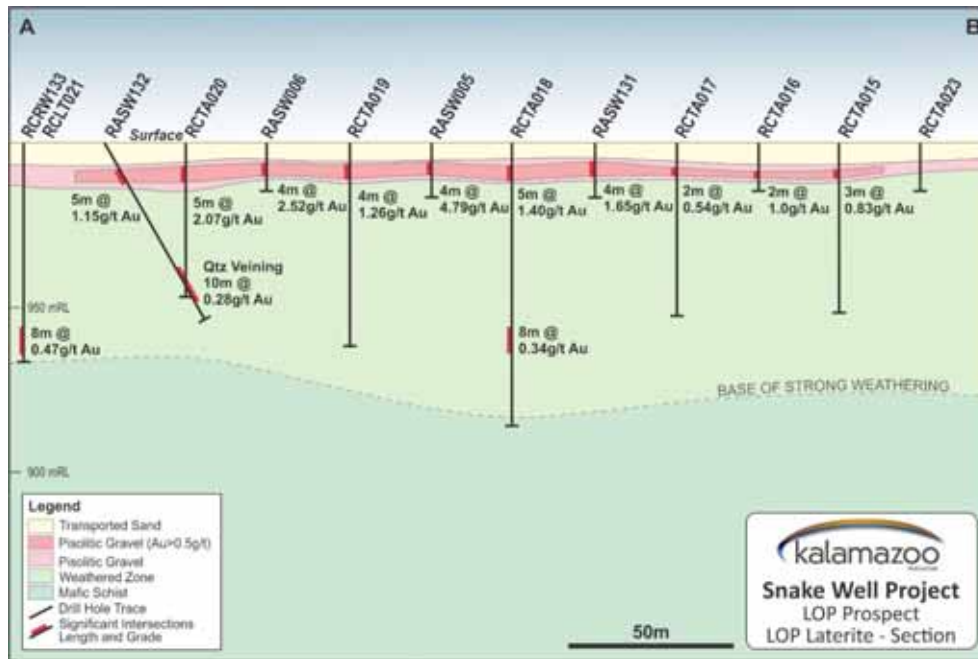 A
B
RCRW133
RCLT021
RASW132
Surface
RCTA020
RASW006
RCTA019
RASW005
RCTA018
RASW131
RCTA017
RCTA016
RCTA015
RCTA023
5m @
1.15g/t Au
5m @
2.07g/t Au
4m @
2.52g/t Au
4m @
1.26g/t Au
4m @
4.79g/t Au
5m @
1.40g/t Au
4m @
1.65g/t Au
2m @
0.54g/t Au
2m @
1.0g/t Au
3m @
0.83g/t Au
Qtz Veining
10m @
0.28g/t Au
950 mRL
8m @
0.47g/t Au
8m @
0.34g/t Au
BASE OF STRONG WEATHERING
900 mRL
Legend
Transported Sand
Pisolitic Gravel (Au>0.5g/t)
Pisolitic Gravel
Weathered Zone
Mafic Schist
Drill Hole Trace
Significant Intersections
Length and Grade
50m
kalamazoo
Snake Well Project
LOP Prospect
LOP Laterite - Section